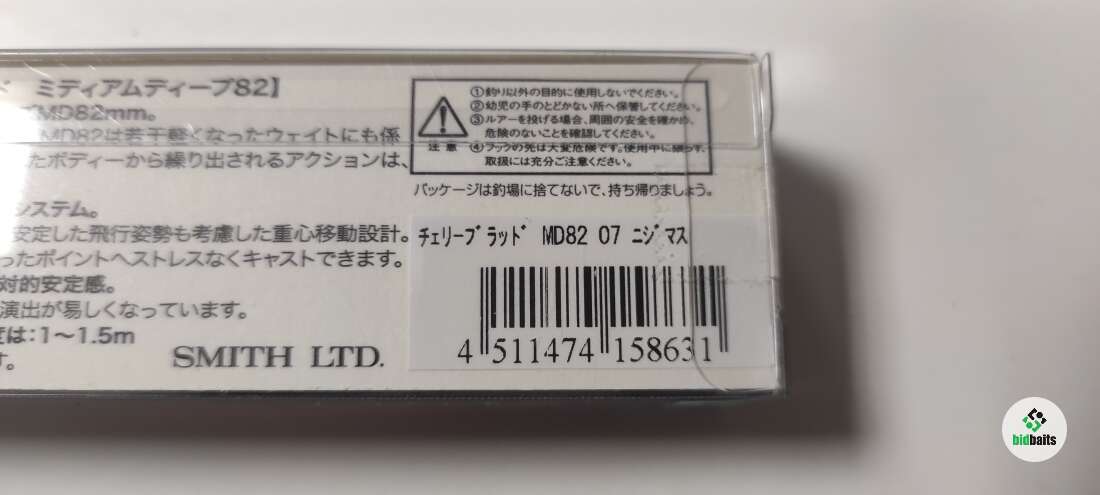 ド ミディアムディープ82】
MD82mm。
MD82は若干軽くなったウェイトにも係
たボディーから繰り出されるアクションは、
システム。
安定した飛行姿勢も考慮した重心移動設計。
ったポイントへストレスなくキャストできます。
対的安定感。
演出が易しくなっています。
度は:1〜1.5m
す。
SMITH LTD.
注意
①釣り以外の目的に使用しないでください。
②幼児の手のとどかない所へ保管してください。
③ルアーを投げる場合、周囲の安全を確かめ、
危険のないことを確認してください。
④フックの先は大変危険です。使用中に限らず、
取扱には充分ご注意ください。
パッケージは釣場に捨てないで、持ち帰りましょう。
チェリーブラッド MD82 07 ニジマス
4 511474 158631
bidbaits